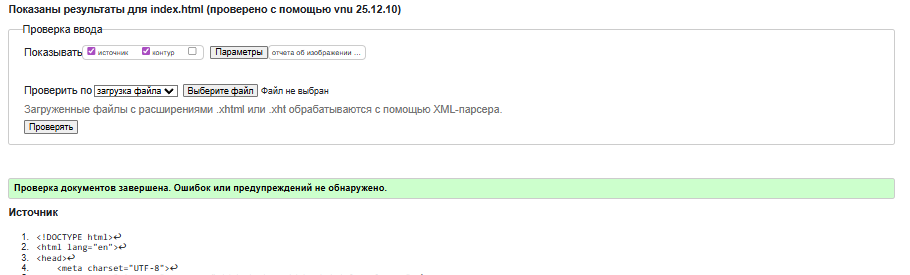 Показаны результаты для index.html (проверено с помощью vnu 25.12.10)
Проверка ввода
Показывать источник контур Параметры отчета об изображении ...
Проверить по загрузка файла Выберите файл Файл не выбран
Загруженные файлы с расширениями .xhtml или .xht обрабатываются с помощью XML-парсера.
Проверять
Проверка документов завершена. Ошибок или предупреждений не обнаружено.
Источник
1. <!DOCTYPE html>↩
2. <html lang="en">↩
3. <head>↩
4. <meta charset="UTF-8">↩